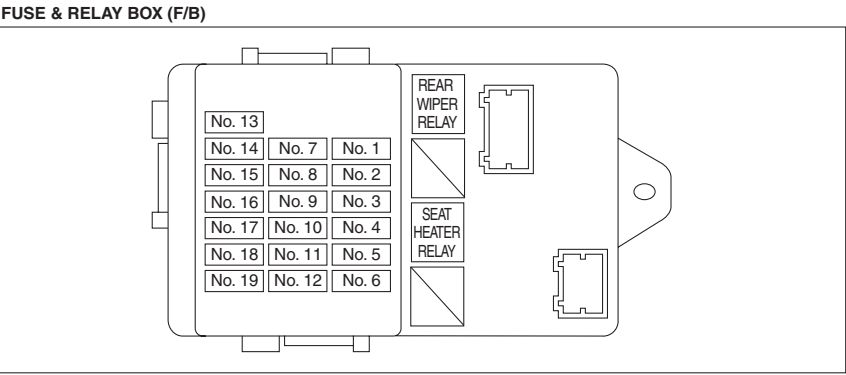 FUSE & RELAY BOX (F/B)
REAR
WIPER
RELAY
No. 13
No. 14 No. 7 No. 1
No. 15 No. 8 No. 2
No. 16 No. 9 No. 3
No. 17 No. 10 No. 4
No. 18 No. 11 No. 5
No. 19 No. 12 No. 6
SEAT
HEATER
RELAY